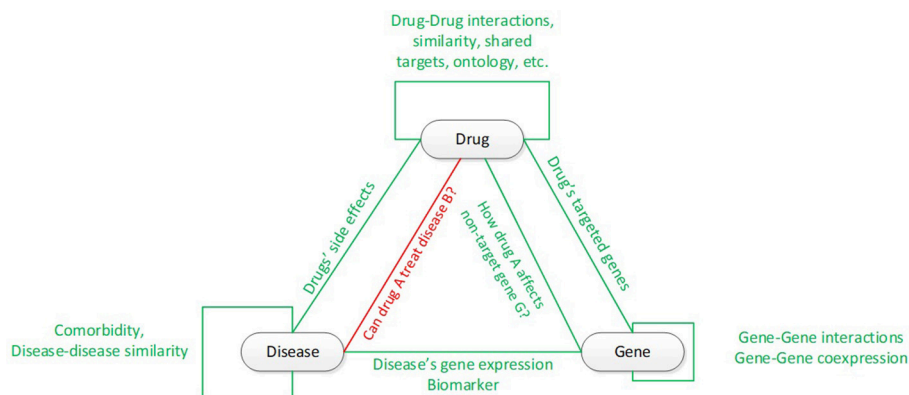 Drug-Drug interactions,
similarity, shared
targets, ontology, etc.
Drug
Drugs' side effects
Can drug A treat disease B?
How drug A affects
non-target gene G?
Drug's targeted genes
Comorbidity,
Disease-disease similarity
Disease
Disease's gene expression
Biomarker
Gene
Gene-Gene interactions
Gene-Gene coexpression